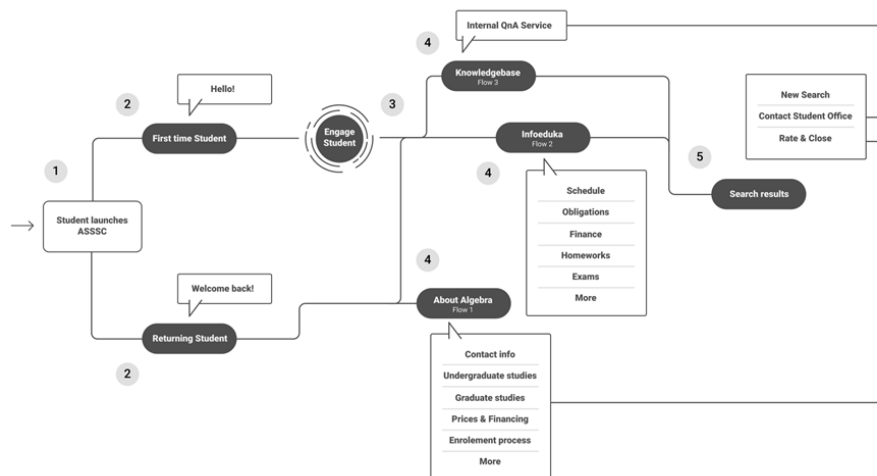 1
Student launches
ASSSC
2
Hello!
First time Student
2
Welcome back!
Returning Student
3
Engage
Student
4
Internal QnA Service
Knowledgebase
Flow 3
4
Infoeduka
Flow 2
Schedule
Obligations
Finance
Homeworks
Exams
More
4
About Algebra
Flow 1
Contact info
Undergraduate studies
Graduate studies
Prices & Financing
Enrolement process
More
5
Search results
New Search
Contact Student Office
Rate & Close